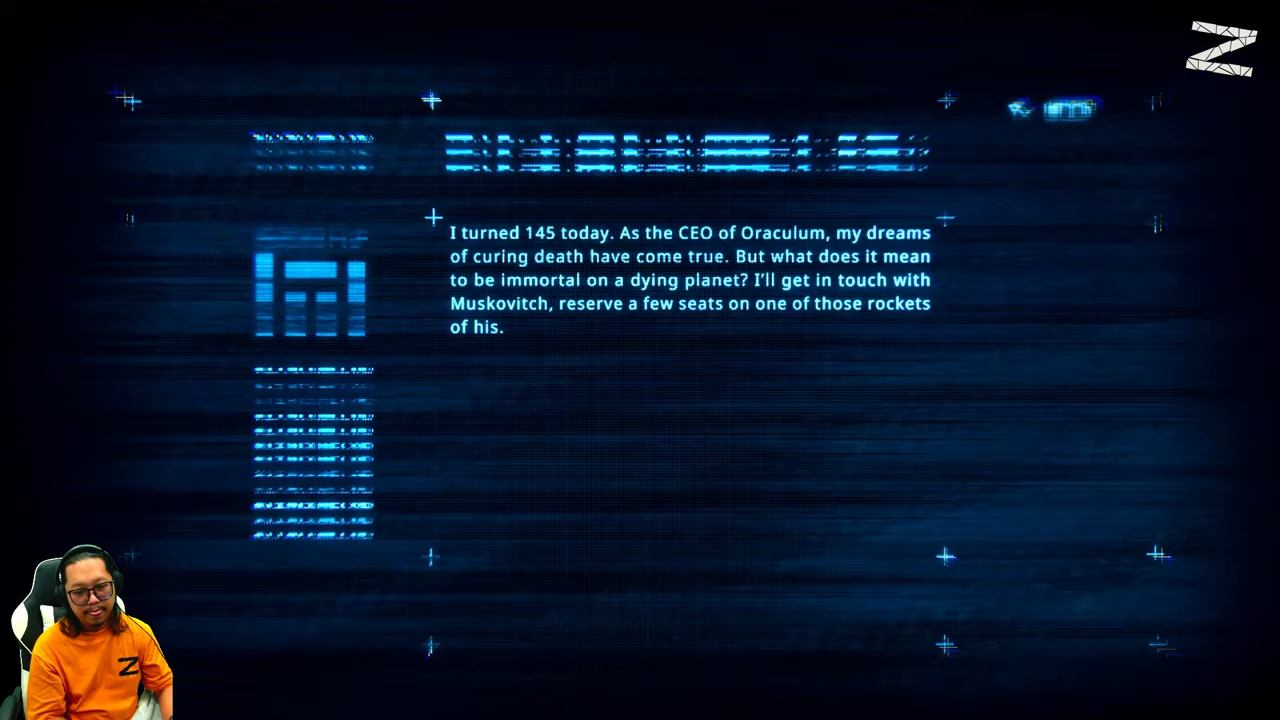 Z
I turned 145 today. As the CEO of Oraculum, my dreams
of curing death have come true. But what does it mean
to be immortal on a dying planet? I'll get in touch with
Muskovitch, reserve a few seats on one of those rockets
of his.
Z